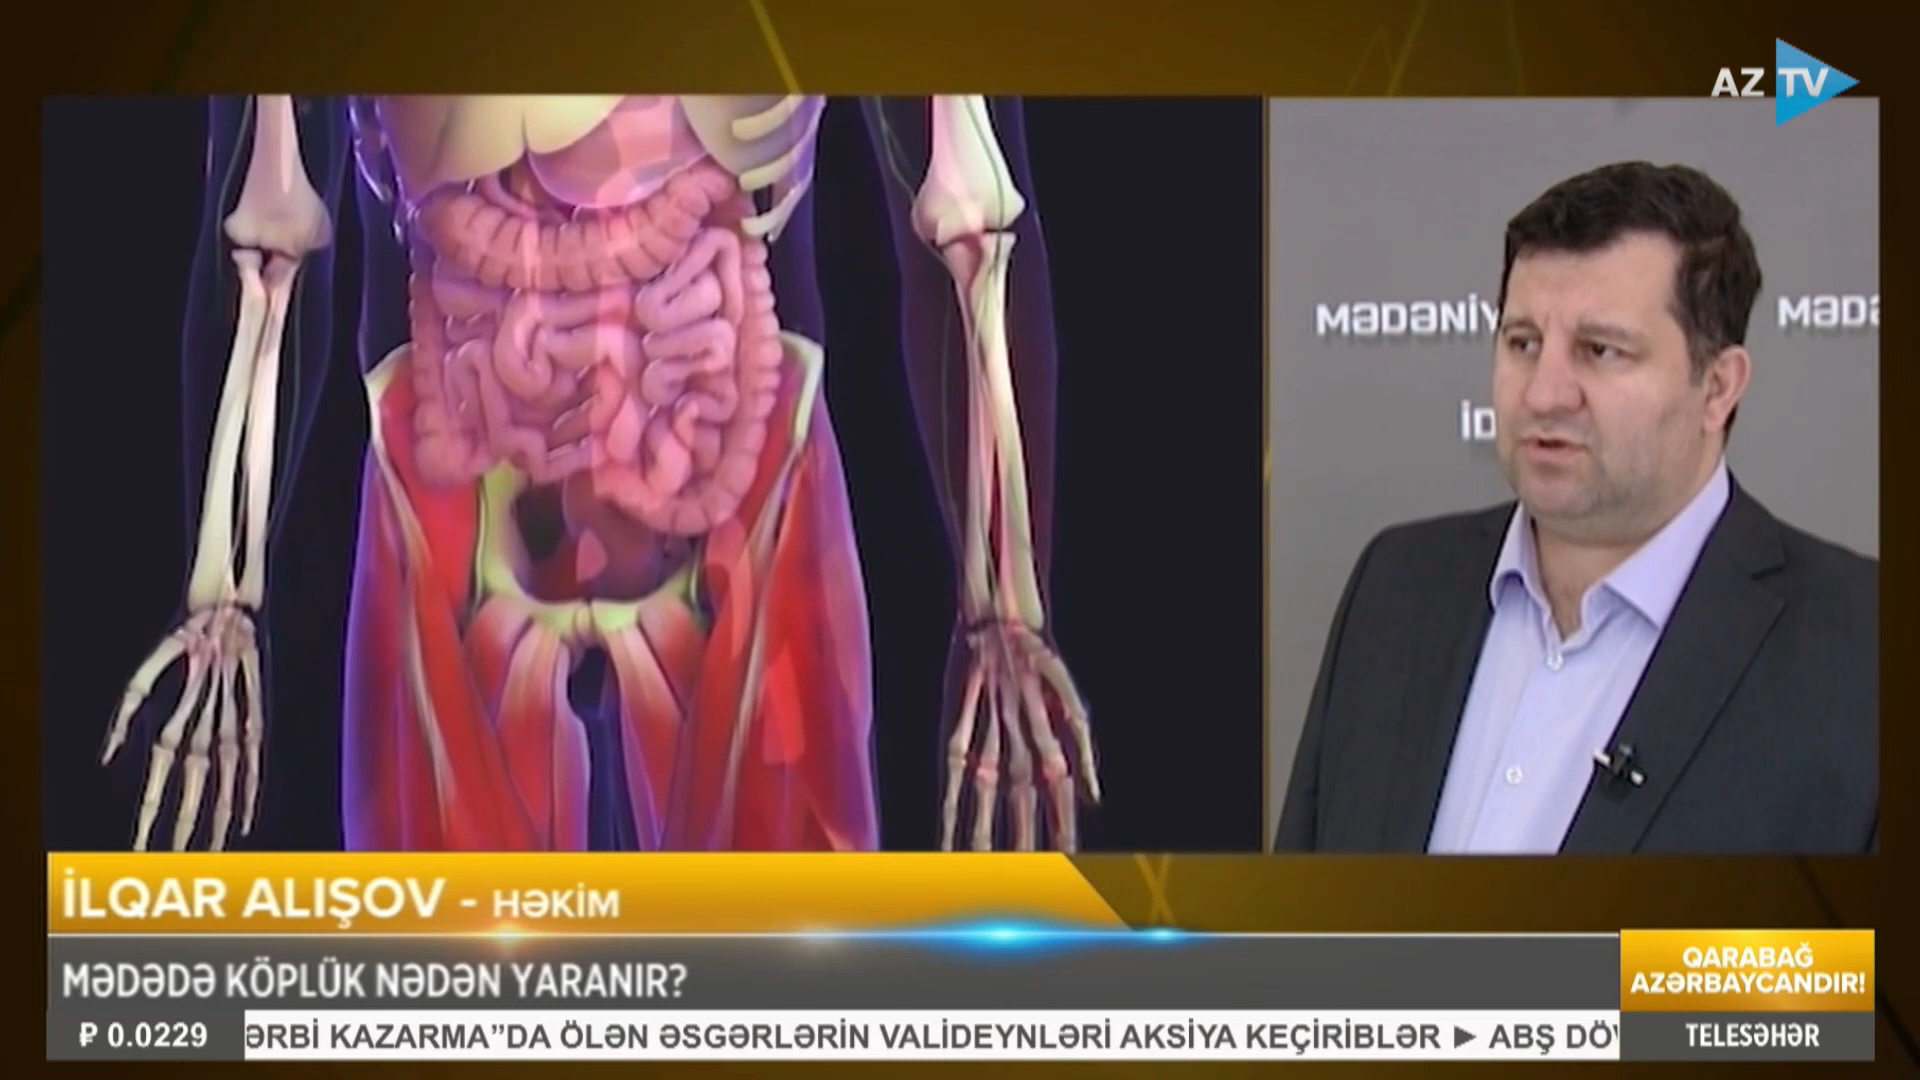 AZ TV
MƏDƏNİY
MƏDƏ
İD
İLQAR ALIŞOV - HƏKİM
MƏDƏDƏ KÖPLÜK NƏDƏN YARANIR?
QARABAĞ
AZƏRBAYCANDIR!
₽ 0.0229
ƏRBİ KAZARMA”DA ÖLƏN ƏSGƏRLƏRİN VALİDEYNLƏRİ AKSİYA KEÇİRİBLƏR ► ABŞ DÖV
TELESƏHƏR